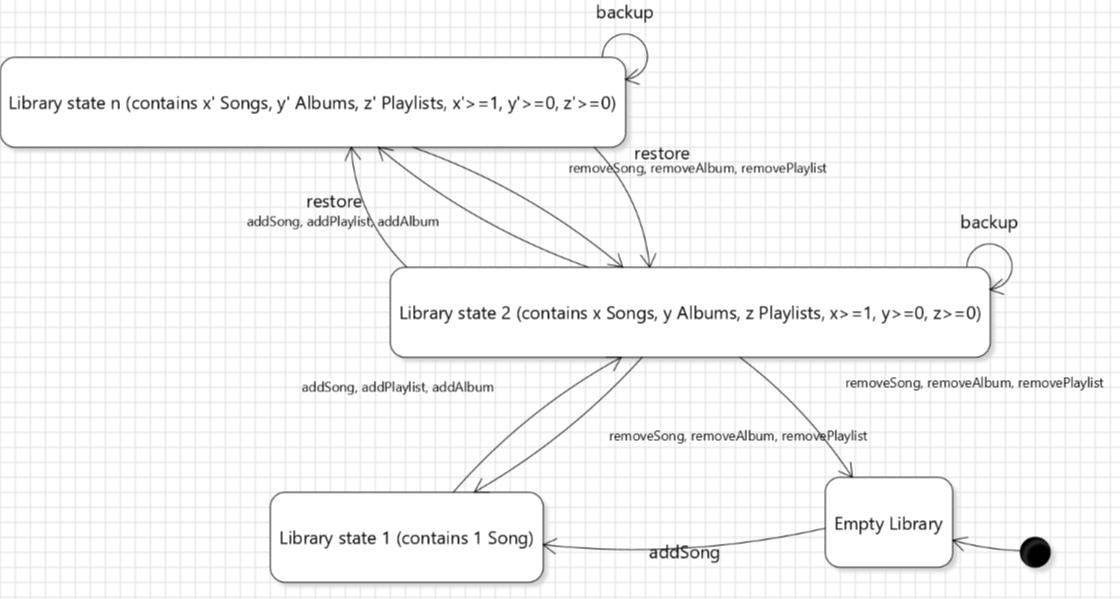 backup
Library state n (contains x' Songs, y' Albums, z' Playlists, x'>=1, y'>=0, z'>=0)
restore
removeSong, removeAlbum, removePlaylist
restore
addSong, addPlaylist, addAlbum
backup
Library state 2 (contains x Songs, y Albums, z Playlists, x>=1, y>=0, z>=0)
addSong, addPlaylist, addAlbum
removeSong, removeAlbum, removePlaylist
removeSong, removeAlbum, removePlaylist
Empty Library
Library state 1 (contains 1 Song)
addSong